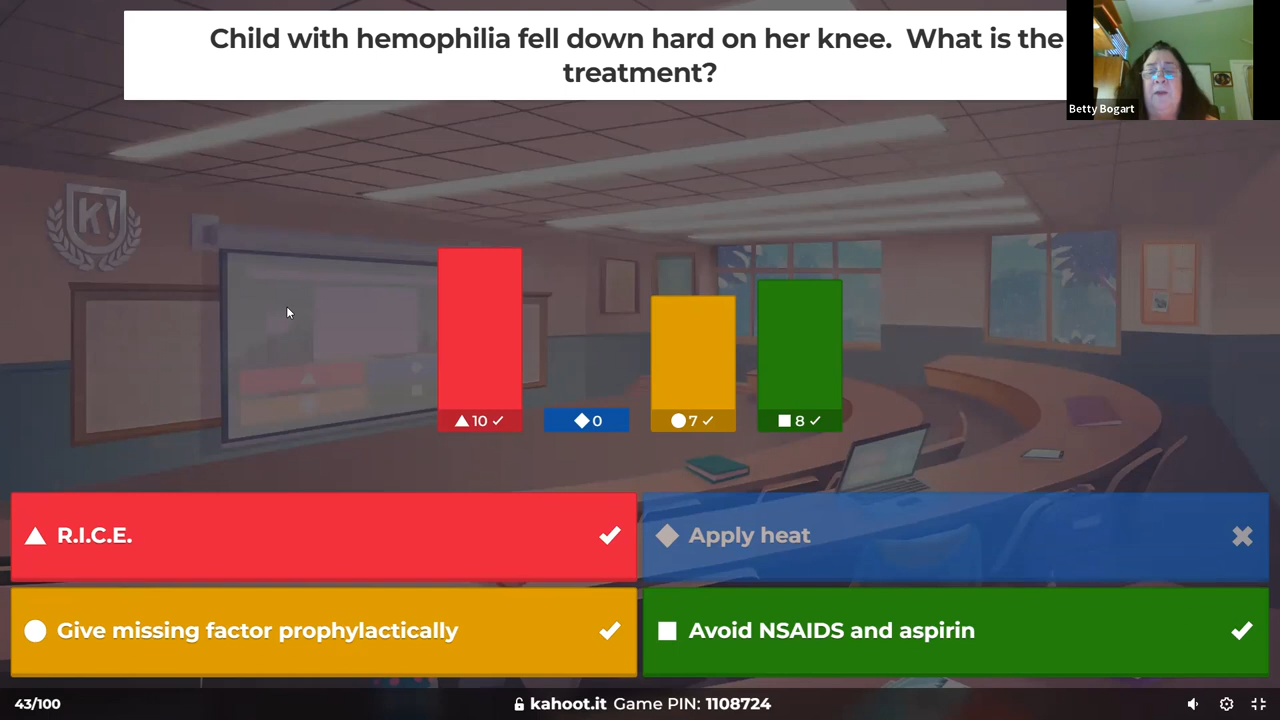 Child with hemophilia fell down hard on her knee. What is the
treatment?
Betty Bogart
K!
10
0
7
8
R.I.C.E.
Apply heat
Give missing factor prophylactically
Avoid NSAIDS and aspirin
43/100
kahoot.it Game PIN: 1108724